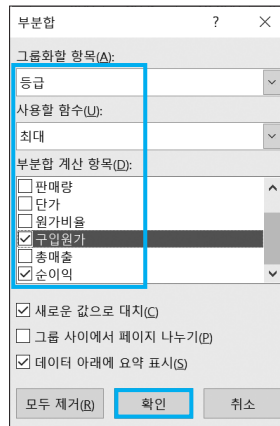 부분합 ? ×
그룹화할 항목(A):
등급
사용할 함수(U):
최대
부분합 계산 항목(D):
판매량
단가
원가비율
구입원가
총매출
순이익
새로운 값으로 대치(C)
그룹 사이에서 페이지 나누기(P)
데이터 아래에 요약 표시(S)
모두 제거(R) 확인 취소